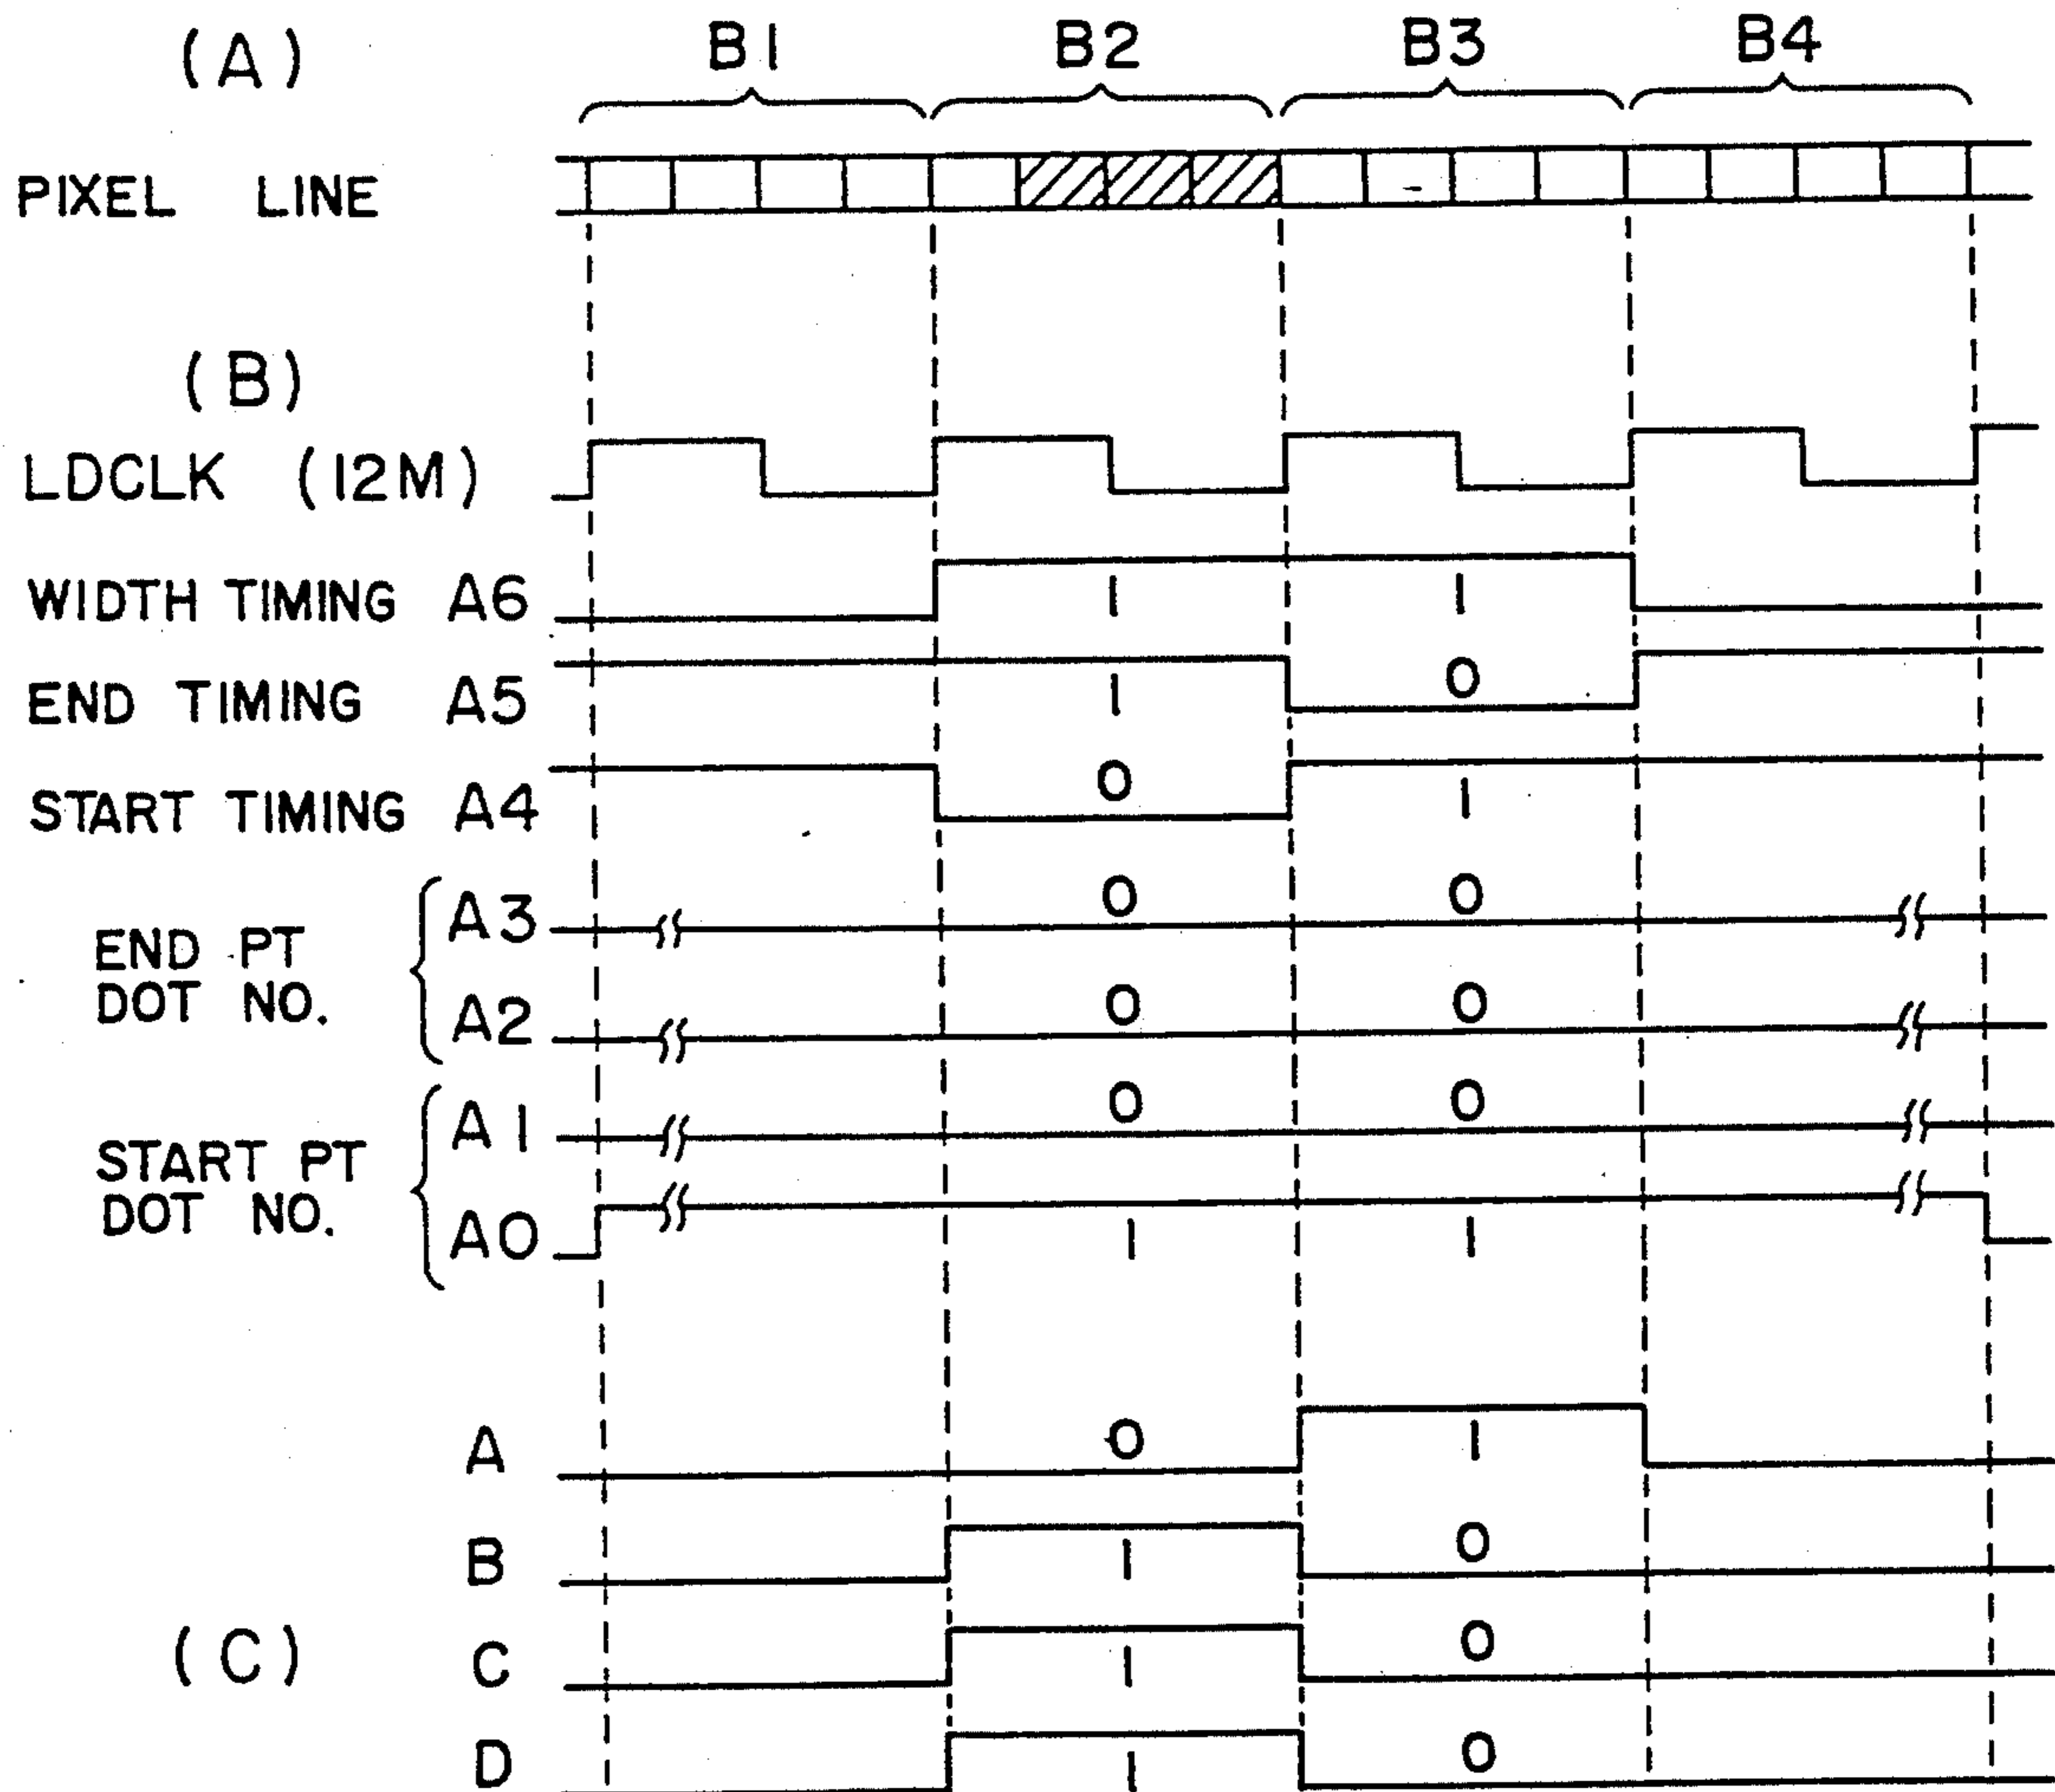 (A) B1 B2 B3 B4
PIXEL LINE
(B)
LDCLK (12M)
WIDTH TIMING A6 1 1
END TIMING A5 1 0
START TIMING A4 0 1
END PT
DOT NO.
A3 0 0
A2 0 0
START PT
DOT NO.
A1 0 0
A0 1 1
A 0 1
B 1 0
(C) C 1 0
D 1 0